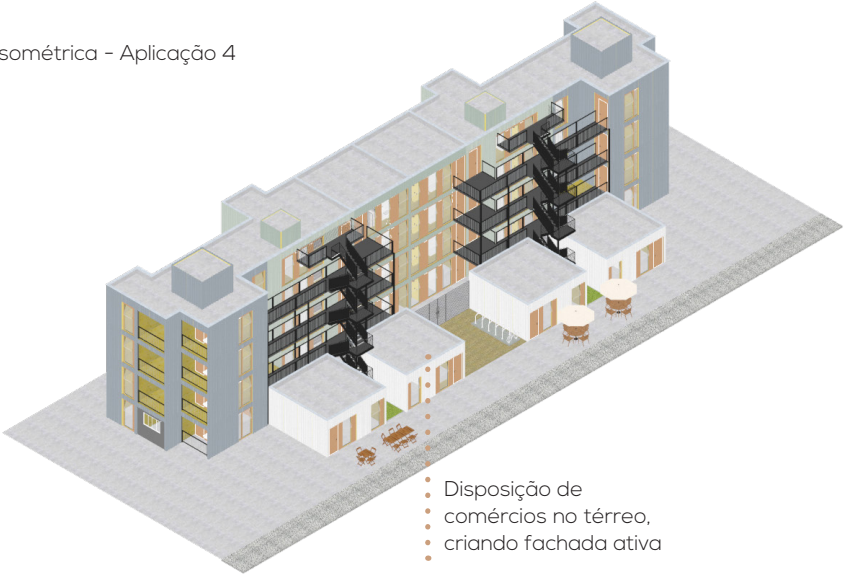 sométrica - Aplicação 4
Disposição de
comércios no térreo,
criando fachada ativa